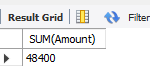 Result Grid Filter
SUM(Amount)
48400